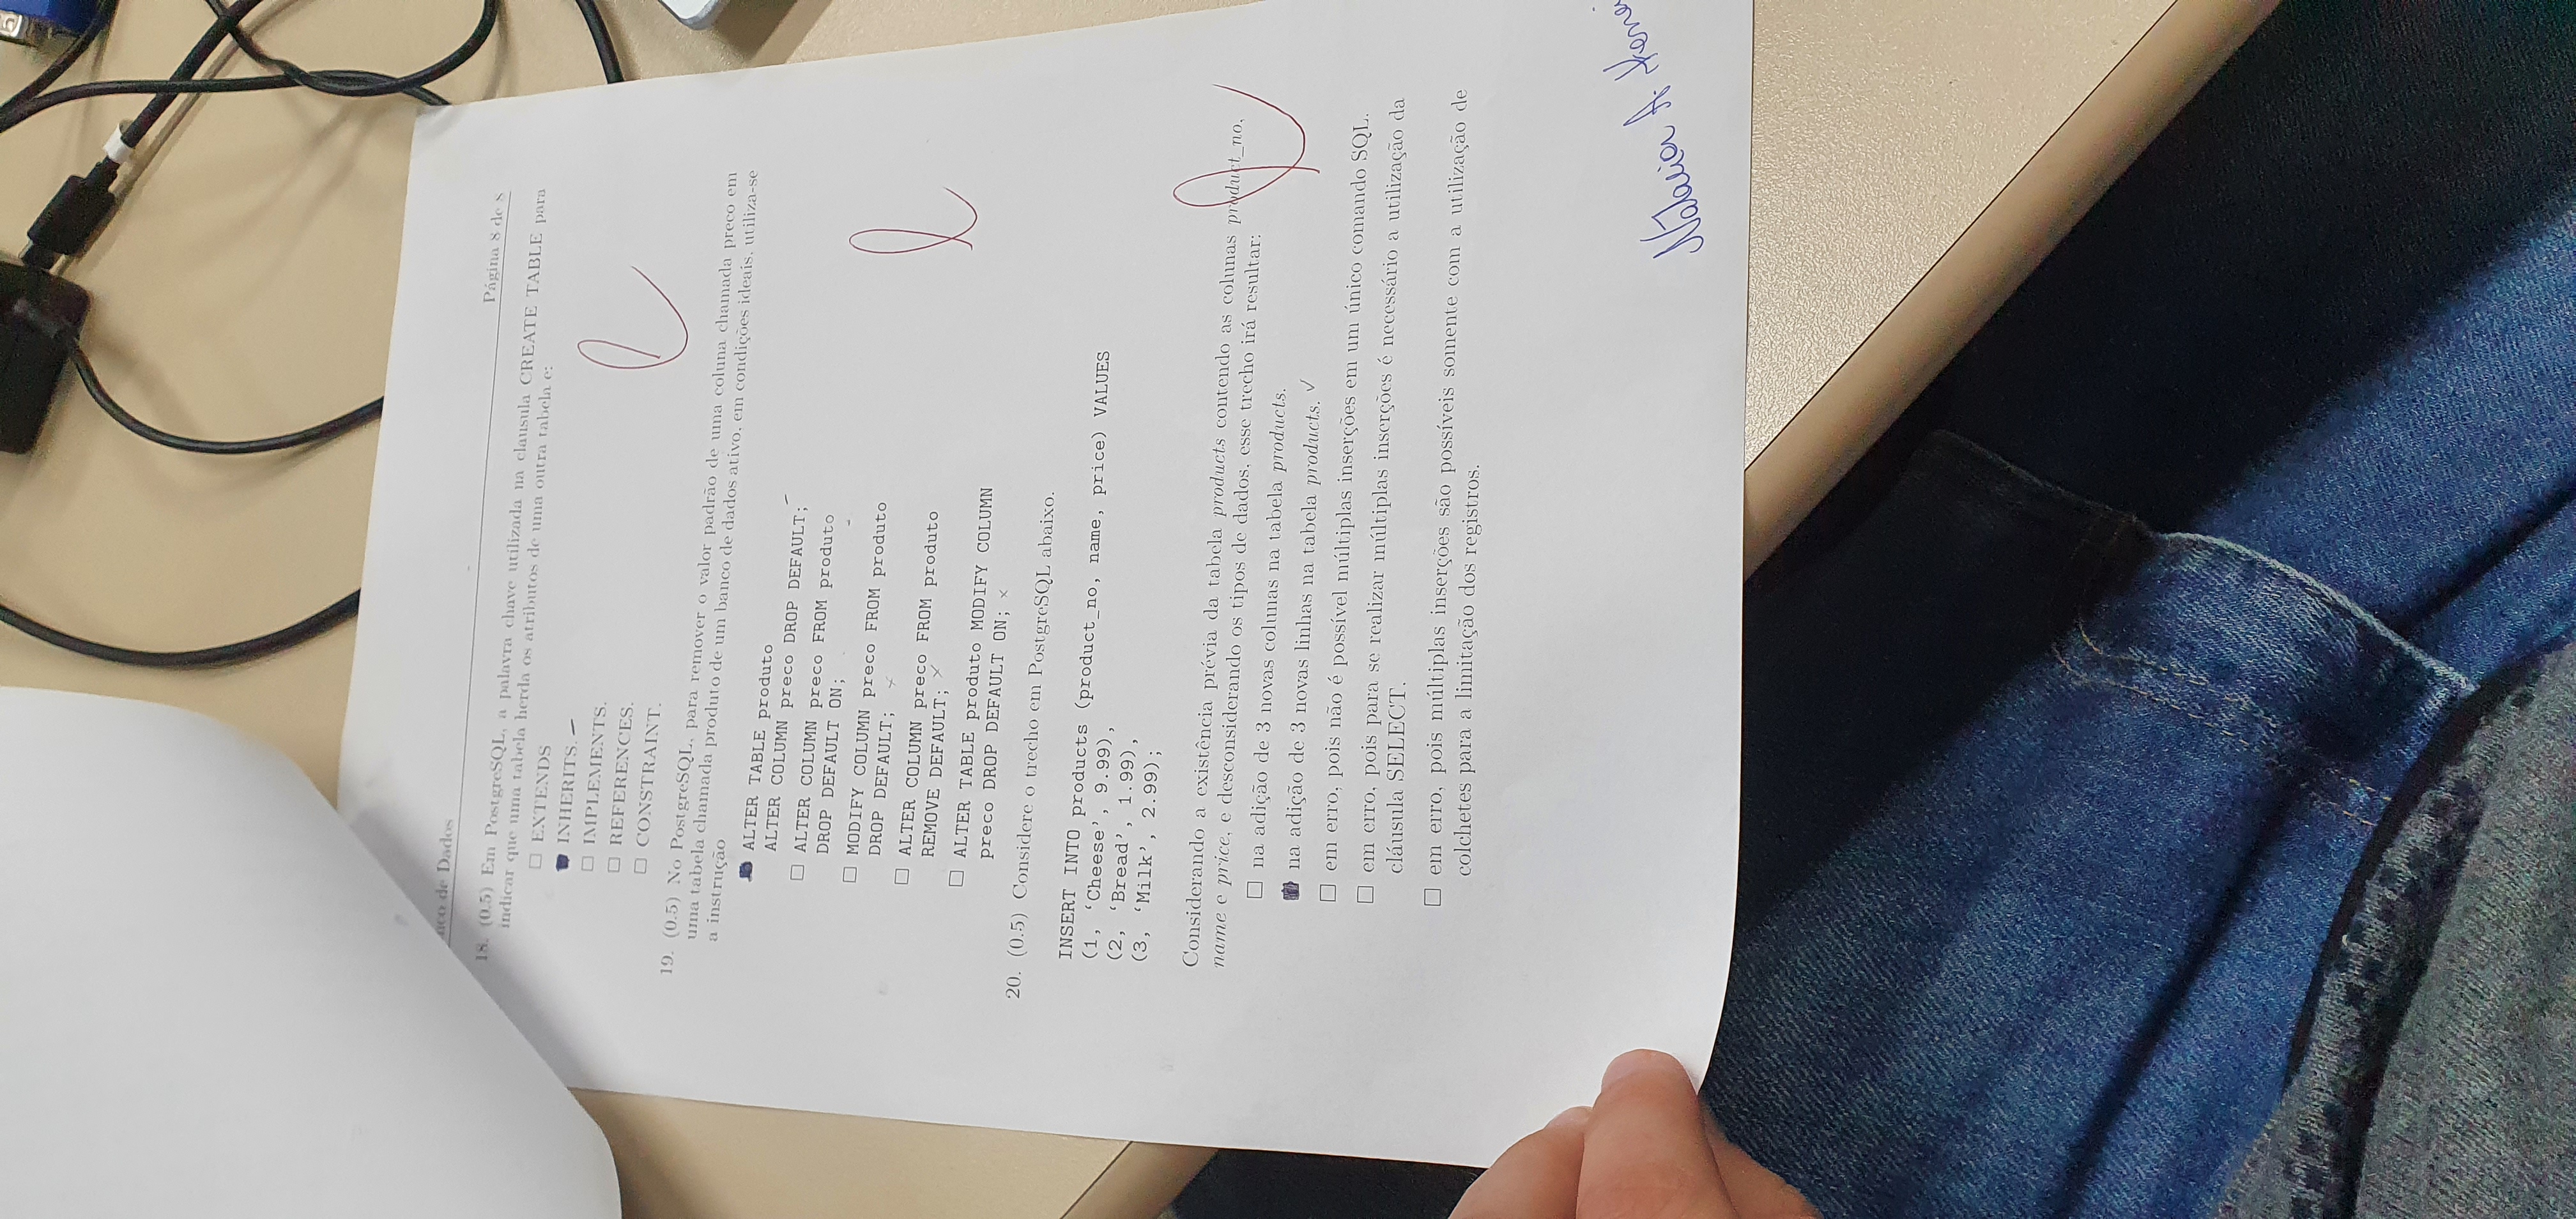 nco de Dados
Página 8 de 8
18. (0.5) Em PostgreSQL, a palavra chave utilizada na clausula CREATE TABLE para
indicar que uma tabela herda os atributos de uma outra tabela e:
EXTENDS
INHERITS.
IMPLEMENTS.
REFERENCES.
CONSTRAINT.
19. (0.5) No PostgreSQL, para remover o valor padrão de uma coluna chamada preco em
uma tabela chamada produto de um banco de dados ativo, em condições ideais, utiliza-se
a instrução
ALTER TABLE produto
ALTER COLUMN preco DROP DEFAULT;
ALTER COLUMN preco FROM produto
DROP DEFAULT ON;
MODIFY COLUMN preco FROM produto
DROP DEFAULT;
ALTER COLUMN preco FROM produto
REMOVE DEFAULT;
ALTER TABLE produto MODIFY COLUMN
preco DROP DEFAULT ON;
20. (0.5) Considere o trecho em PostgreSQL abaixo.
INSERT INTO products (product_no, name, price) VALUES
(1, ‘Cheese’, 9.99),
(2, ‘Bread’, 1.99),
(3, ‘Milk’, 2.99);
Considerando a existência prévia da tabela products contendo as colunas product_no,
name e price, e desconsiderando os tipos de dados, esse trecho irá resultar:
na adição de 3 novas colunas na tabela products.
na adição de 3 novas linhas na tabela products.
em erro, pois não é possível múltiplas inserções em um único comando SQL.
em erro, pois para se realizar múltiplas inserções é necessário a utilização da
cláusula SELECT.
em erro, pois múltiplas inserções são possíveis somente com a utilização de
colchetes para a limitação dos registros.
A.